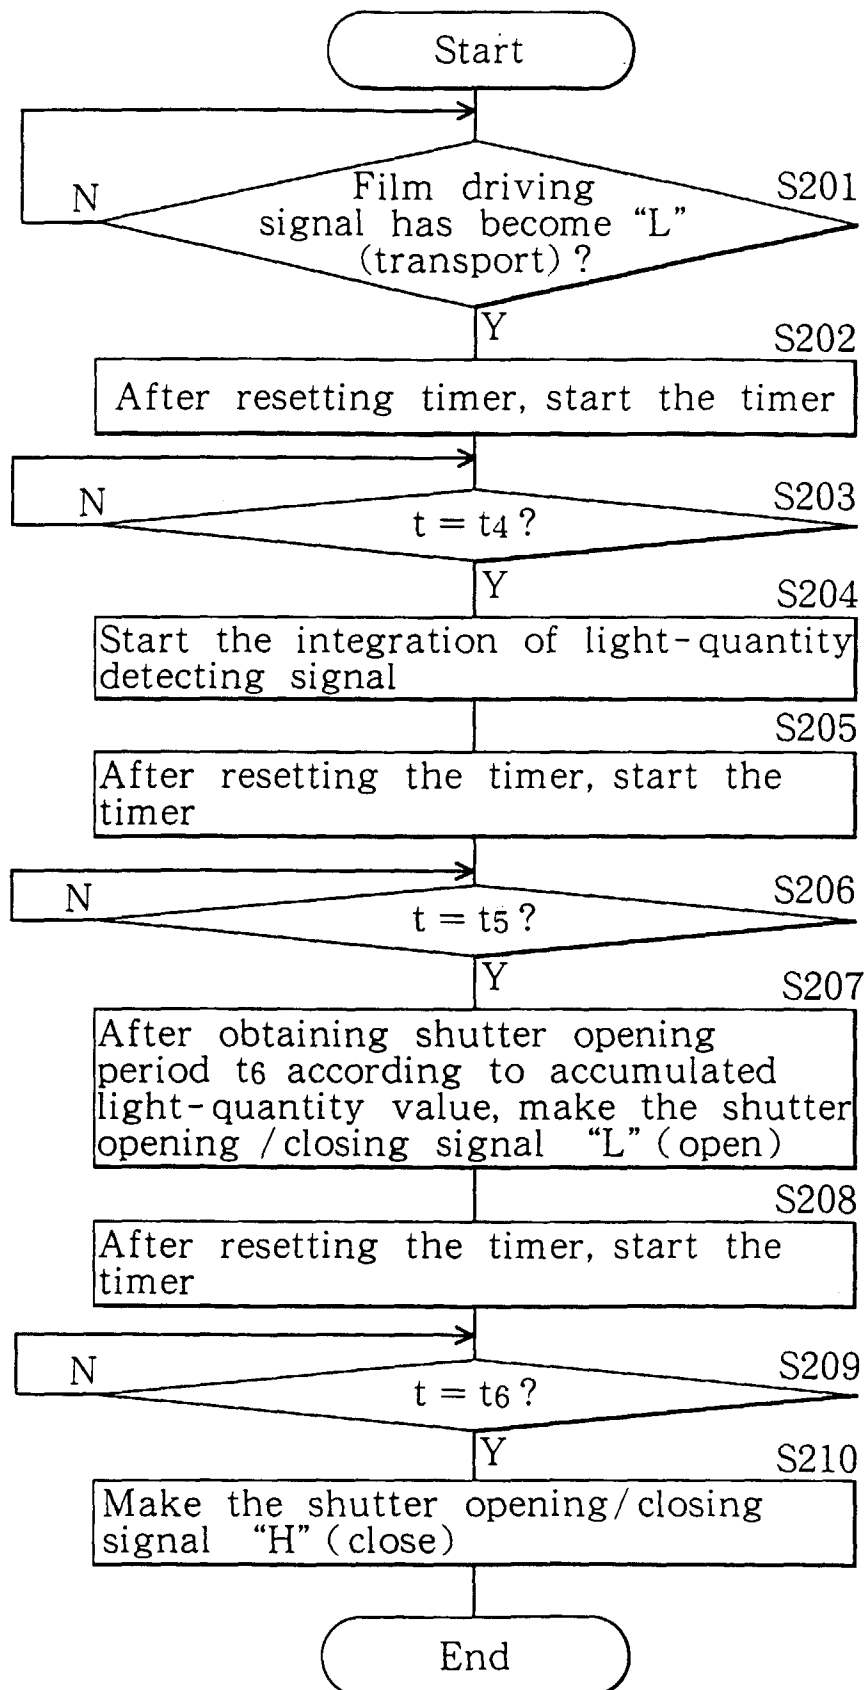 Start
N
Film driving
signal has become “L”
(transport)?
S201
Y
S202
After resetting timer, start the timer
N
t = t4?
S203
Y
S204
Start the integration of light-quantity
detecting signal
S205
After resetting the timer, start the
timer
N
t = t5?
S206
Y
S207
After obtaining shutter opening
period t6 according to accumulated
light-quantity value, make the shutter
opening /closing signal “L” (open)
S208
After resetting the timer, start the
timer
N
t = t6?
S209
Y
S210
Make the shutter opening/closing
signal “H” (close)
End